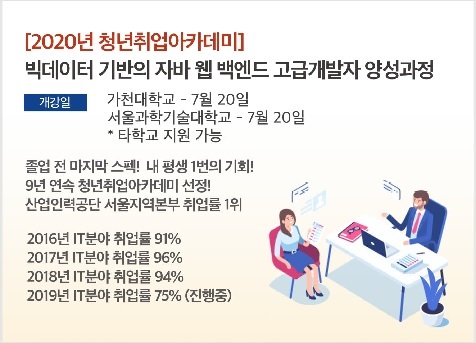 [2020년 청년취업아카데미]
빅데이터 기반의 자바 웹 백엔드 고급개발자 양성과정
개강일
가천대학교 - 7월 20일
서울과학기술대학교 - 7월 20일
* 타학교 지원 가능
졸업 전 마지막 스펙! 내 평생 1번의 기회!
9년 연속 청년취업아카데미 선정!
산업인력공단 서울지역본부 취업률 1위
2016년 IT분야 취업률 91%
2017년 IT분야 취업률 96%
2018년 IT분야 취업률 94%
2019년 IT분야 취업률 75% (진행중)